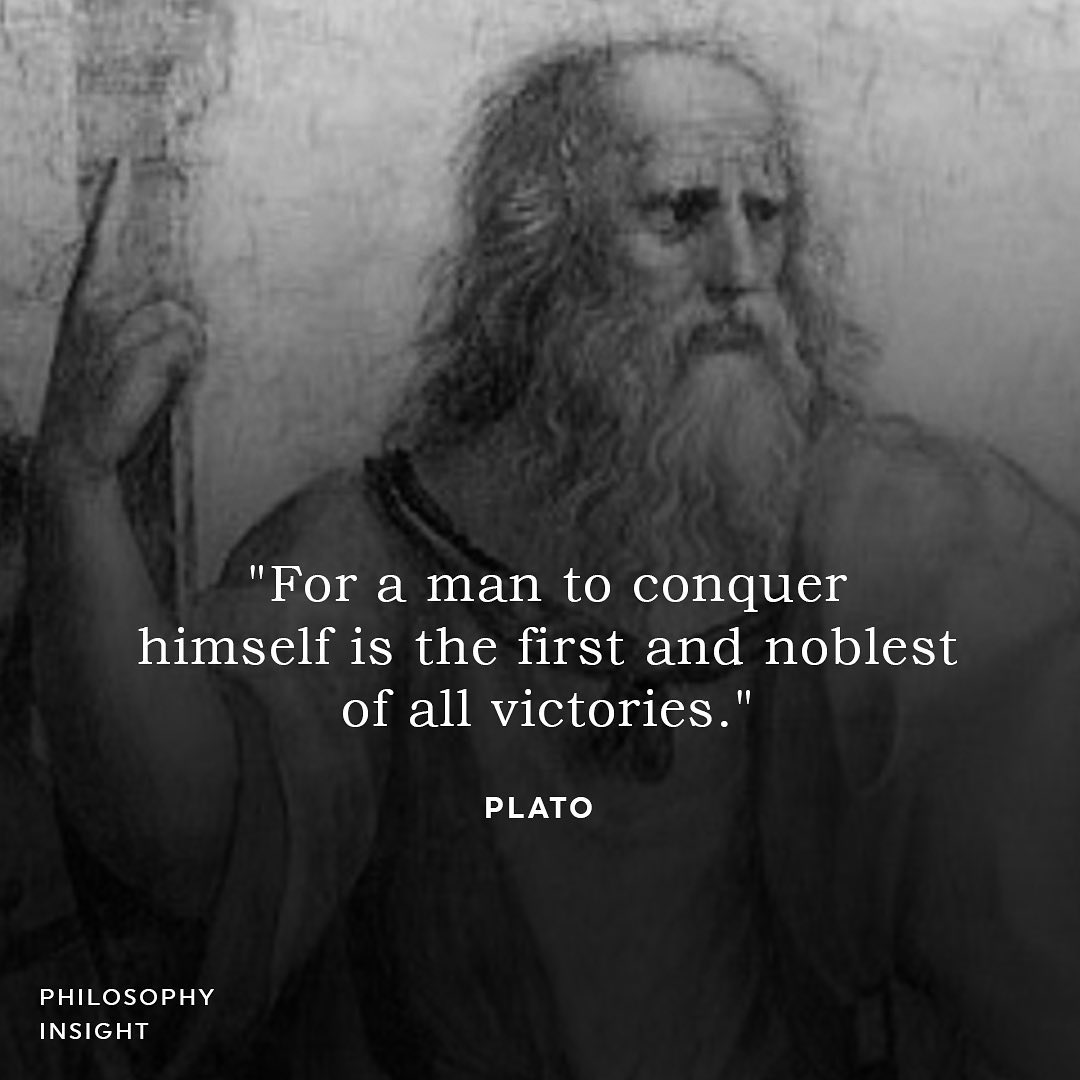 "For a man to conquer
himself is the first and noblest
of all victories."
PLATO
PHILOSOPHY
INSIGHT